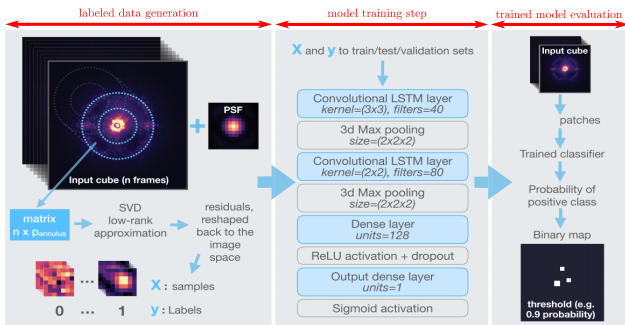 labeled data generation
model training step
trained model evaluation
Input cube (n frames)
PSF
matrix
n x pannulus
SVD
low-rank
approximation
residuals,
reshaped
back to the
image
space
X : samples
0 ... 1
y : Labels
X and y to train/test/validation sets
Convolutional LSTM layer
kernel=(3x3), filters=40
3d Max pooling
size=(2x2x2)
Convolutional LSTM layer
kernel=(2x2), filters=80
3d Max pooling
size=(2x2x2)
Dense layer
units=128
ReLU activation + dropout
Output dense layer
units=1
Sigmoid activation
Input cube
patches
Trained classifier
Probability of
positive class
Binary map
threshold (e.g.
0.9 probability)